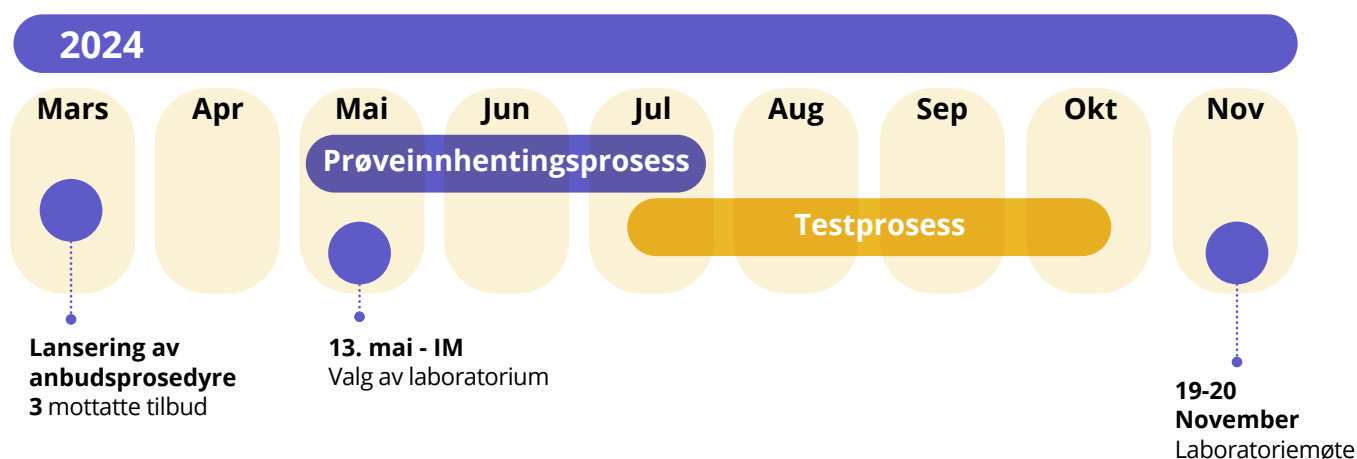 2024
Mars Apr Mai Jun Jul Aug Sep Okt Nov
Prøveinnhentingsprosess
Testprosess
Lansering av
anbudsprosedyre
3 mottatte tilbud
13. mai - IM
Valg av laboratorium
19-20
November
Laboratoriemøte